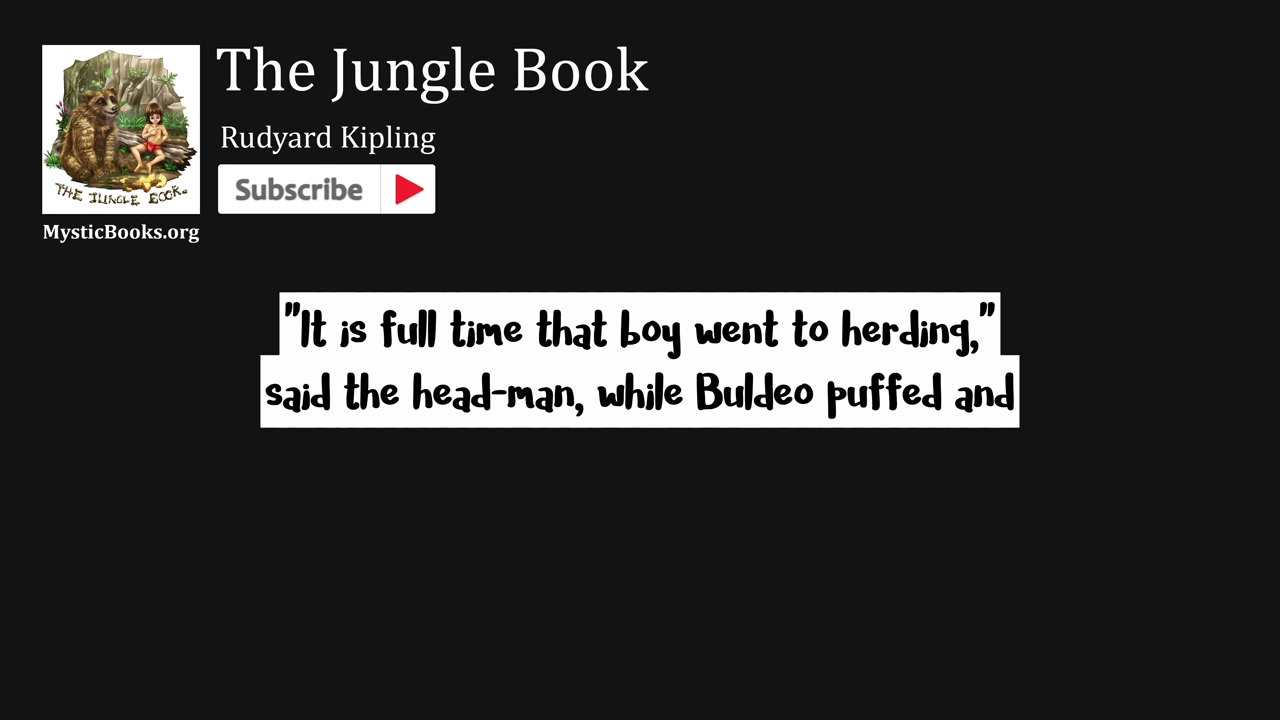 The Jungle Book
Rudyard Kipling
Subscribe
THE JUNGLE BOOK.
MysticBooks.org
"It is full time that boy went to herding,"
said the head-man, while Buldeo puffed and